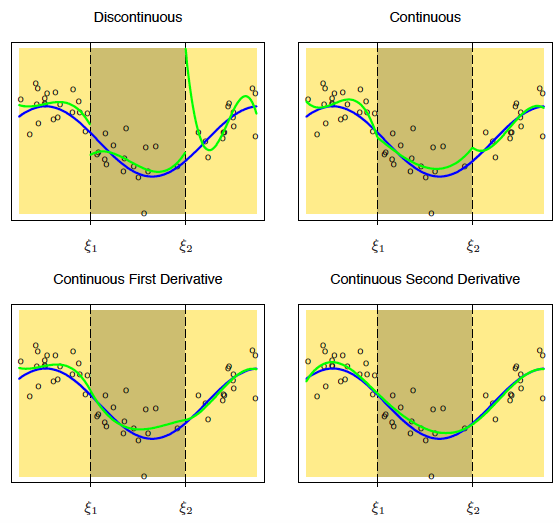 Discontinuous Continuous
ξ1 ξ2 ξ1 ξ2
Continuous First Derivative Continuous Second Derivative
ξ1 ξ2 ξ1 ξ2